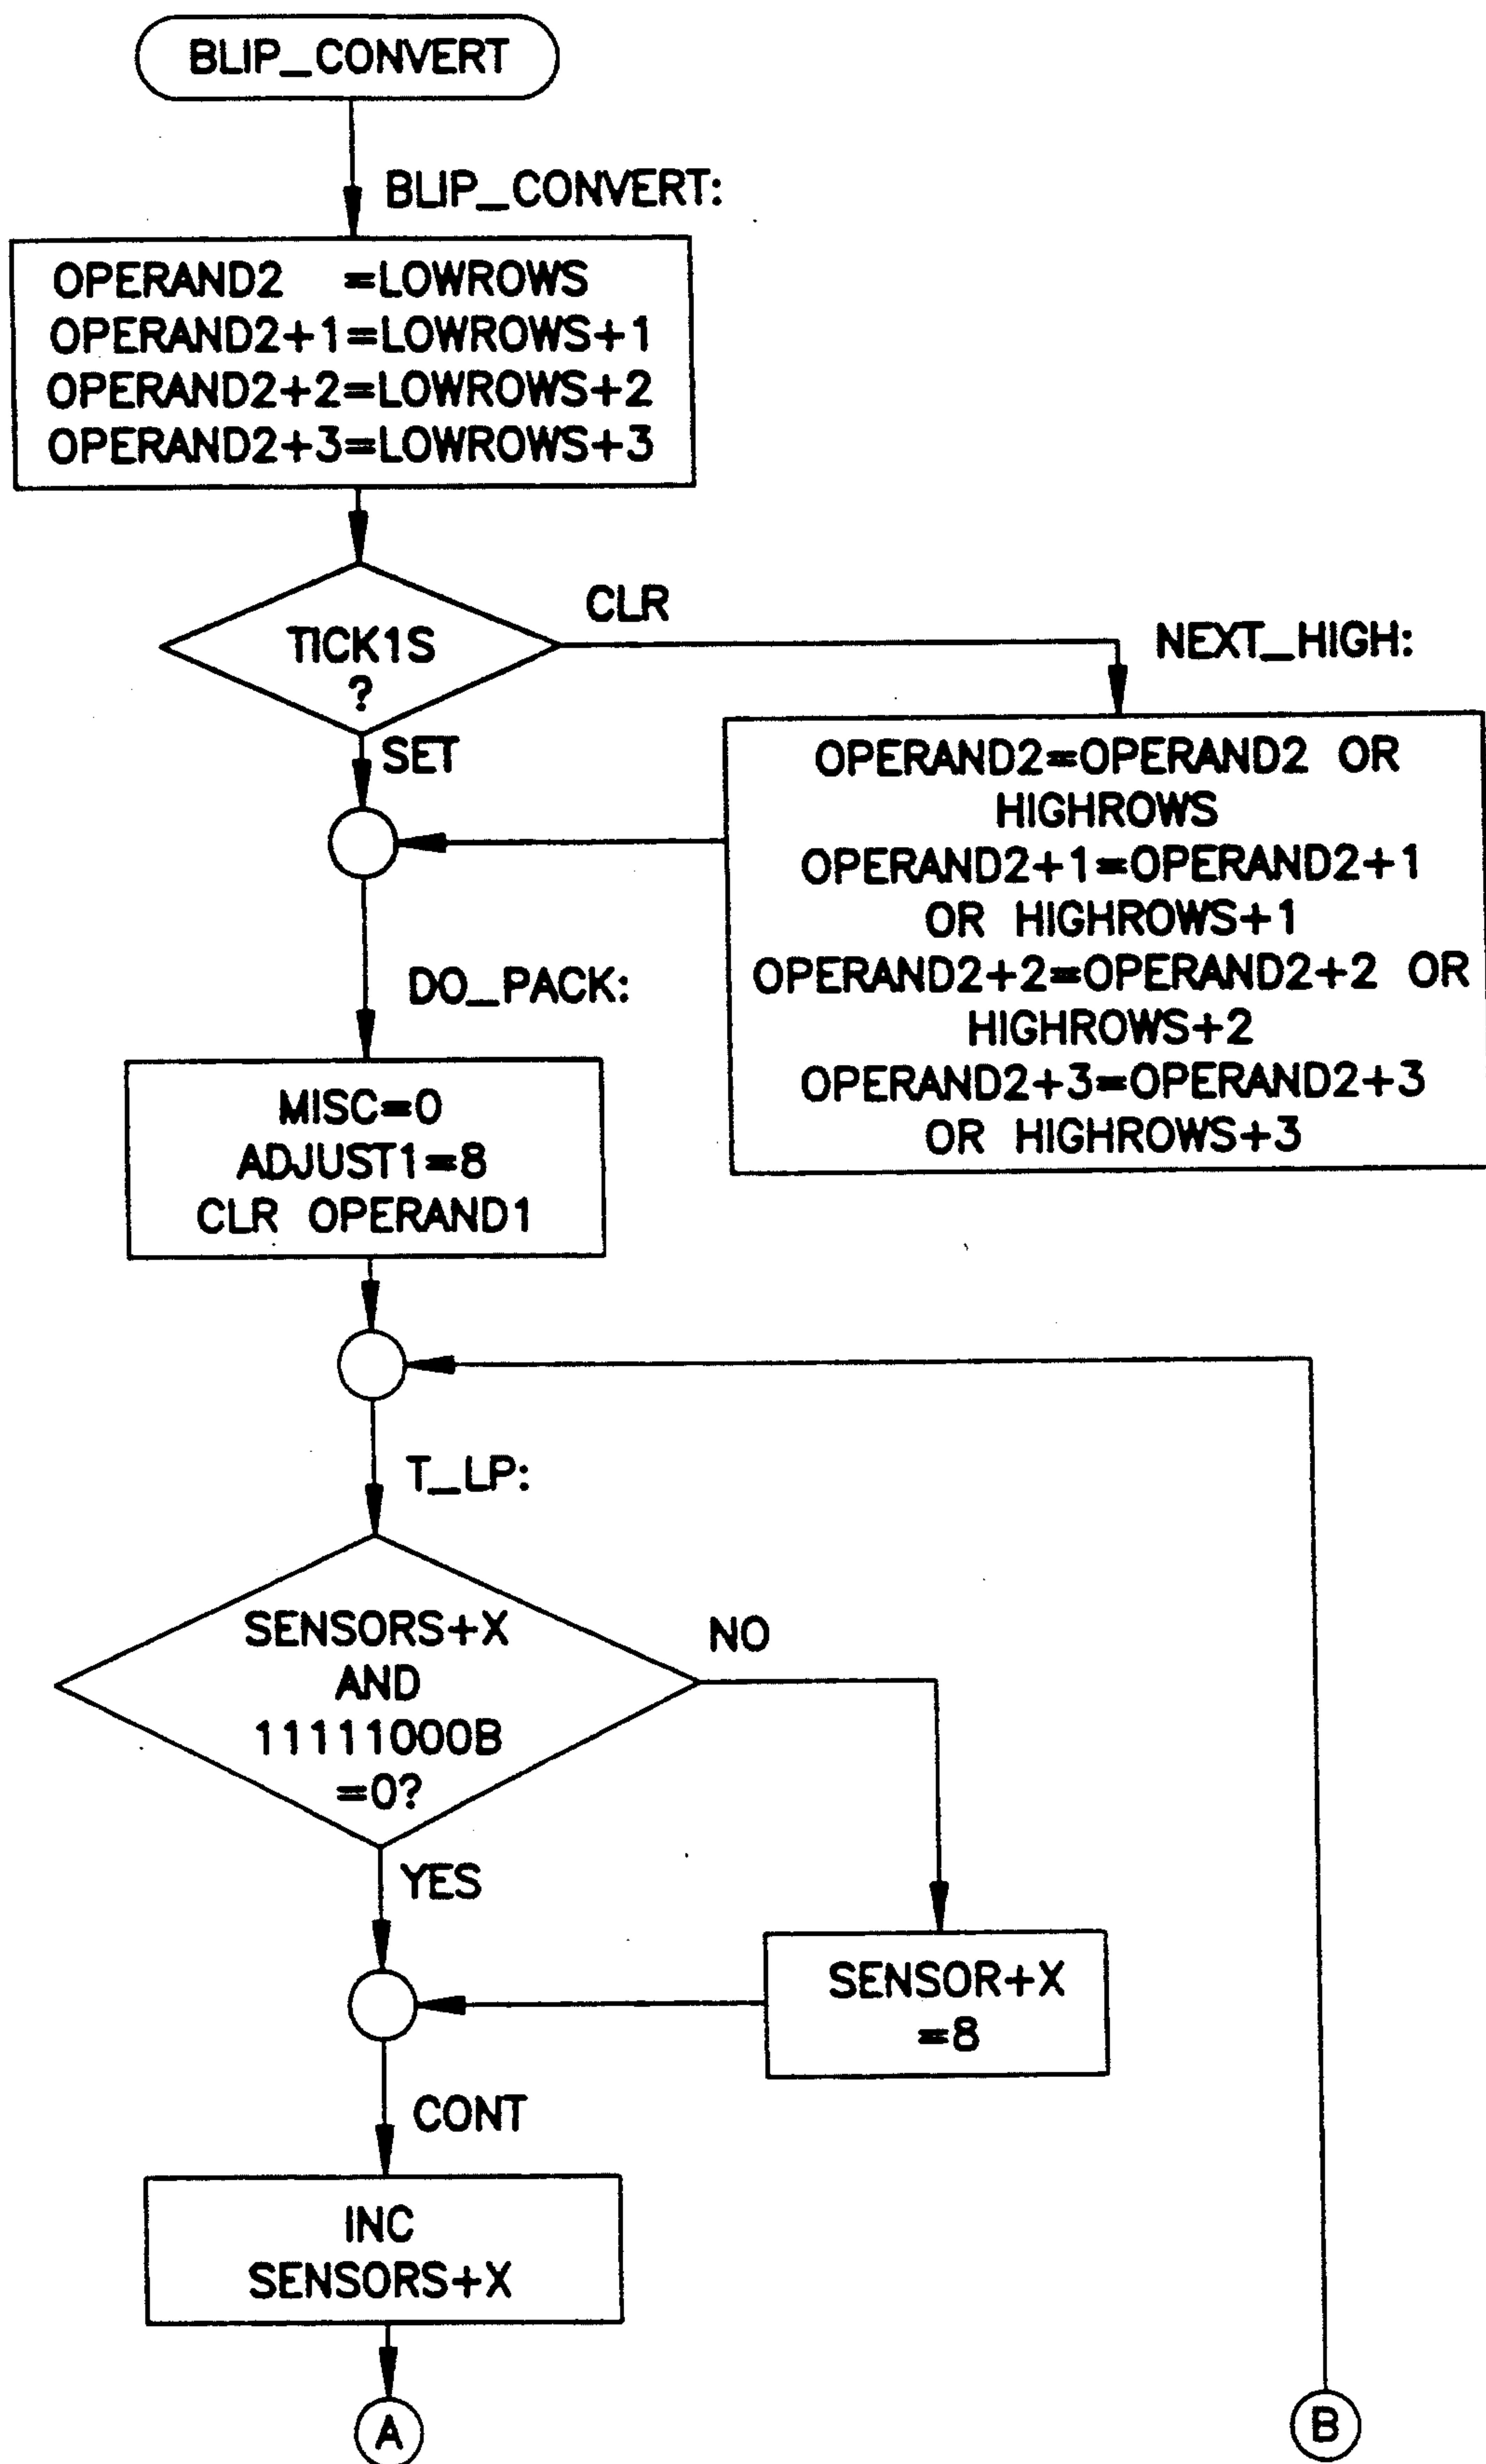 BLIP_CONVERT
BLIP_CONVERT:
OPERAND2 =LOWROWS
OPERAND2+1=LOWROWS+1
OPERAND2+2=LOWROWS+2
OPERAND2+3=LOWROWS+3
TICK1S
?
CLR
SET
NEXT_HIGH:
OPERAND2=OPERAND2 OR
HIGHROWS
OPERAND2+1=OPERAND2+1
OR HIGHROWS+1
OPERAND2+2=OPERAND2+2 OR
HIGHROWS+2
OPERAND2+3=OPERAND2+3
OR HIGHROWS+3
DO_PACK:
MISC=0
ADJUST1=8
CLR OPERAND1
T_LP:
SENSORS+X
AND
11111000B
=0?
NO
YES
SENSOR+X
=8
CONT
INC
SENSORS+X
A
B